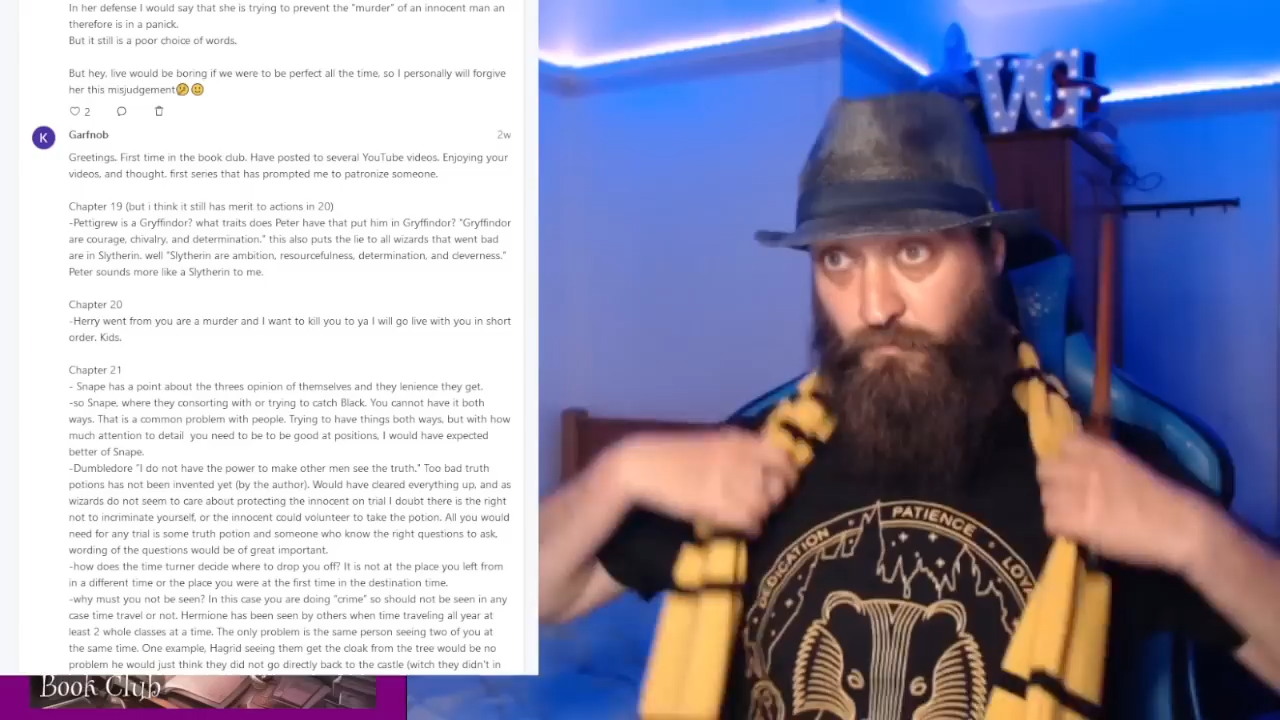 In her defense I would say that she is trying to prevent the "murder" of an innocent man an
therefore is in a panick.
But it still is a poor choice of words.
But hey, live would be boring if we were to be perfect all the time, so I personally will forgive
her this misjudgement
2
K
Garfnob
2w
Greetings. First time in the book club. Have posted to several YouTube videos. Enjoying your
videos, and thought. first series that has prompted me to patronize someone.
Chapter 19 (but i think it still has merit to actions in 20)
-Pettigrew is a Gryffindor? what traits does Peter have that put him in Gryffindor? "Gryffindor
are courage, chivalry, and determination." this also puts the lie to all wizards that went bad
are in Slytherin. well "Slytherin are ambition, resourcefulness, determination, and cleverness."
Peter sounds more like a Slytherin to me.
Chapter 20
-Herry went from you are a murder and I want to kill you to ya I will go live with you in short
order. Kids.
Chapter 21
- Snape has a point about the threes opinion of themselves and they lenience they get.
-so Snape, where they consorting with or trying to catch Black. You cannot have it both
ways. That is a common problem with people. Trying to have things both ways, but with how
much attention to detail you need to be to be good at positions, I would have expected
better of Snape.
-Dumbledore "I do not have the power to make other men see the truth." Too bad truth
potions has not been invented yet (by the author). Would have cleared everything up, and as
wizards do not seem to care about protecting the innocent on trial I doubt there is the right
not to incriminate yourself, or the innocent could volunteer to take the potion. All you would
need for any trial is some truth potion and someone who know the right questions to ask,
wording of the questions would be of great important.
-how does the time turner decide where to drop you off? It is not at the place you left from
in a different time or the place you were at the first time in the destination time.
-why must you not be seen? In this case you are doing "crime" so should not be seen in any
case time travel or not. Hermione has been seen by others when time traveling all year at
least 2 whole classes at a time. The only problem is the same person seeing two of you at
the same time. One example, Hagrid seeing them get the cloak from the tree would be no
problem he would just think they did not go directly back to the castle (witch they didn't in
Book Club
VG
DEDICATION
PATIENCE
LOY